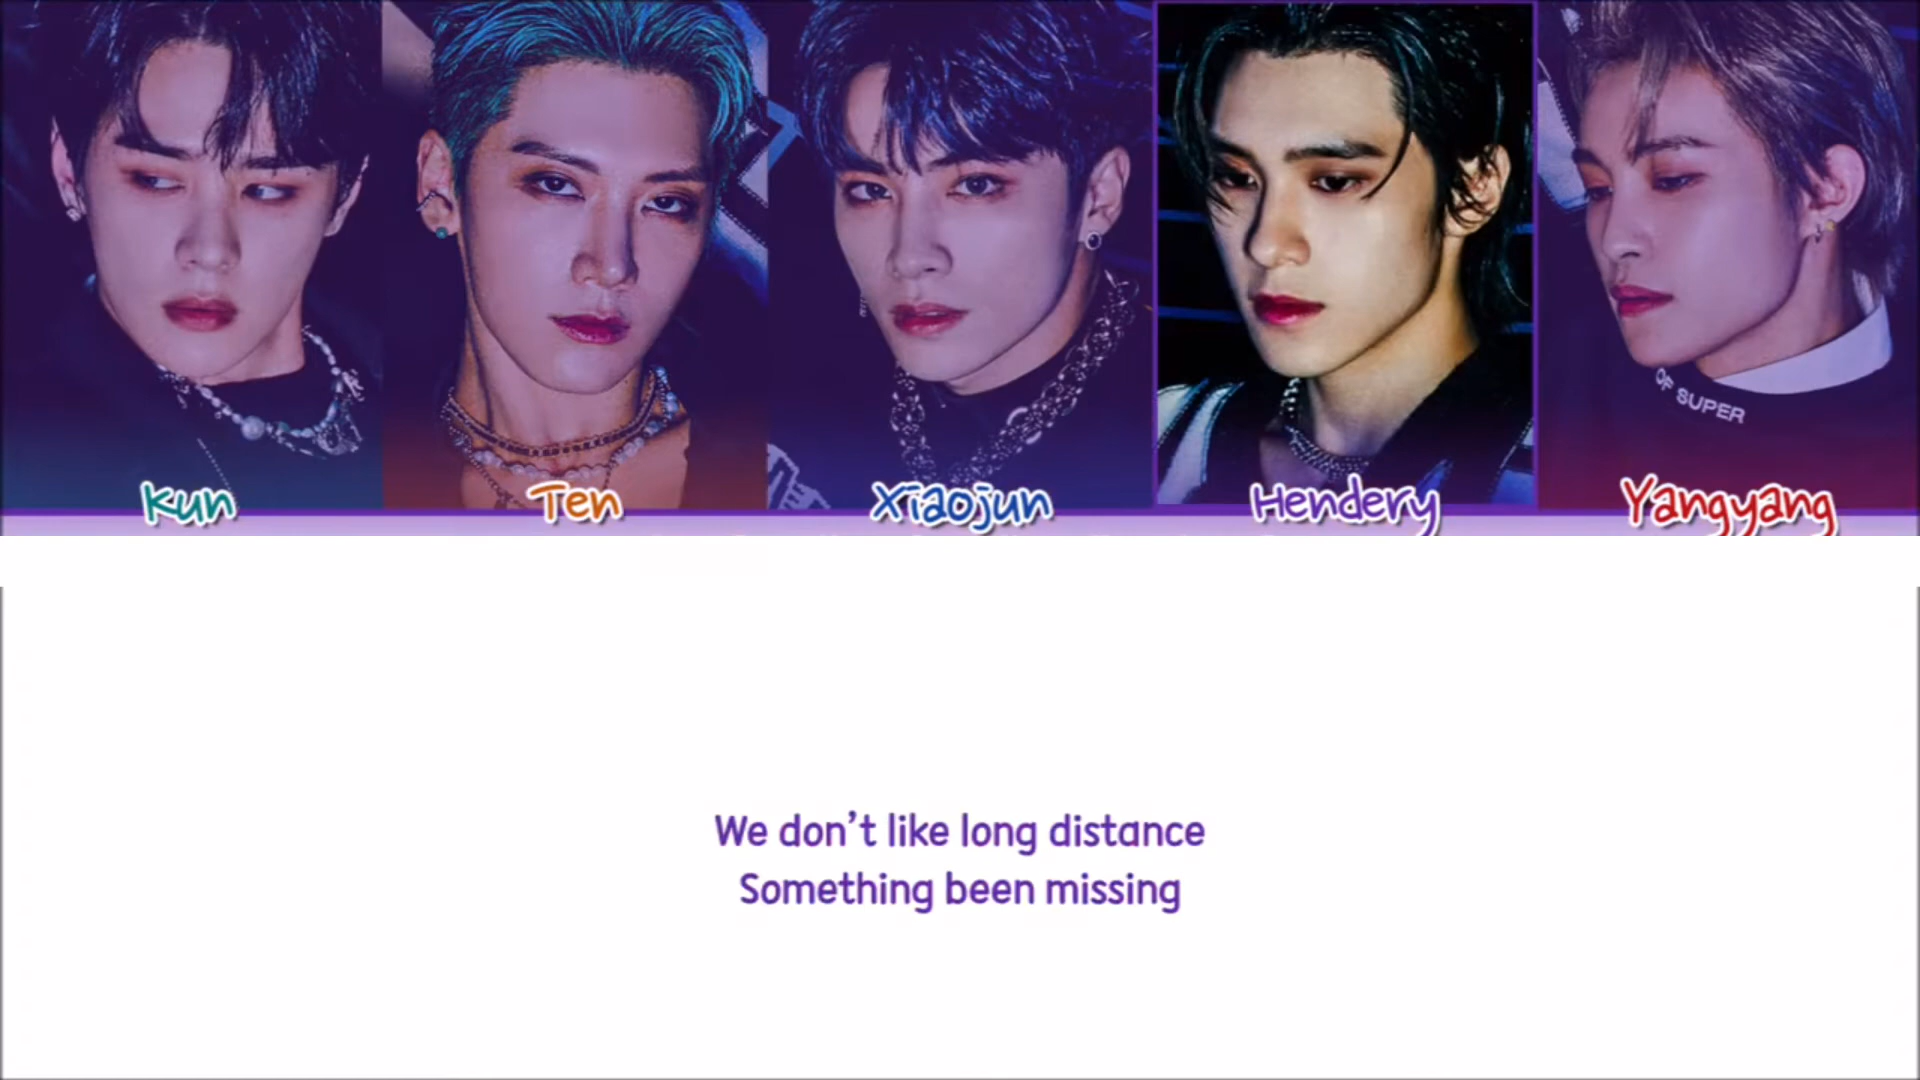 OF SUPER
Kun
Ten
Xiaojun
Hendery
Yangyang
We don't like long distance
Something been missing